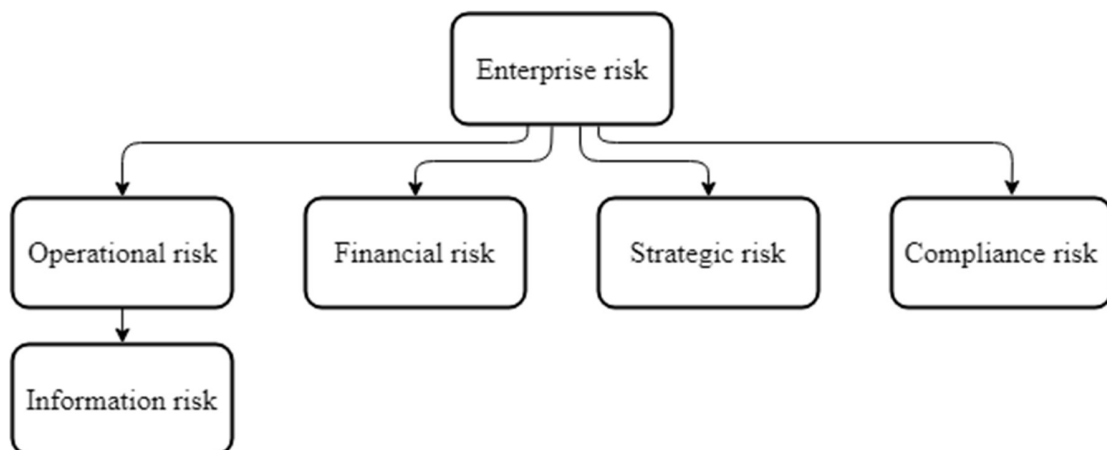 Enterprise risk
Operational risk
Financial risk
Strategic risk
Compliance risk
Information risk